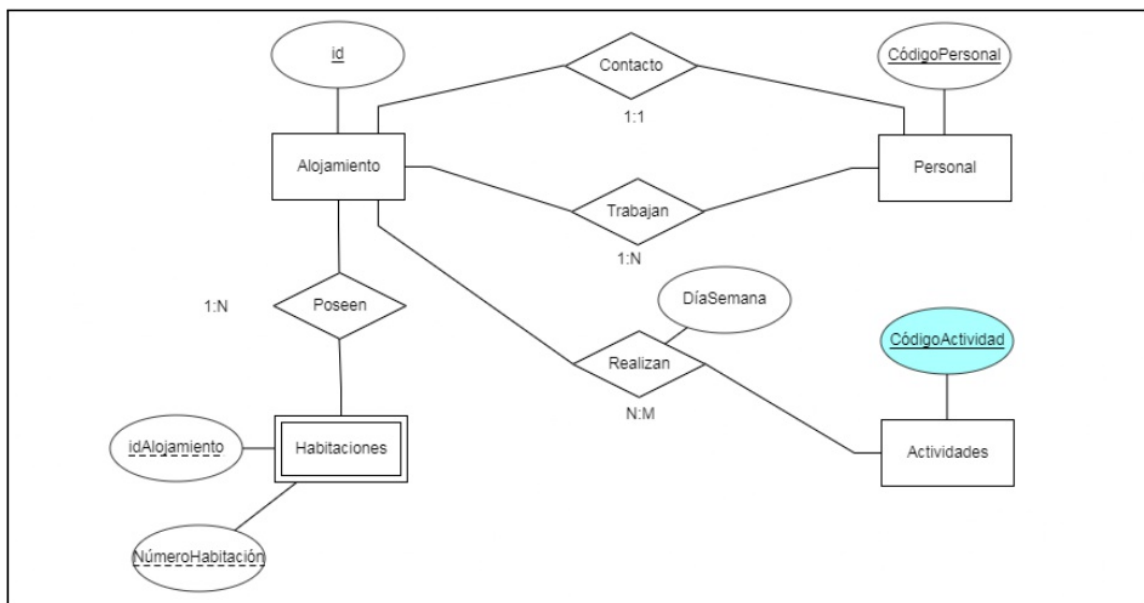 id
Contacto
CódigoPersonal
1:1
Alojamiento
Personal
Trabajan
1:N
DíaSemana
1:N
Poseen
CódigoActividad
Realizan
N:M
idAlojamiento
Habitaciones
Actividades
NúmeroHabitación